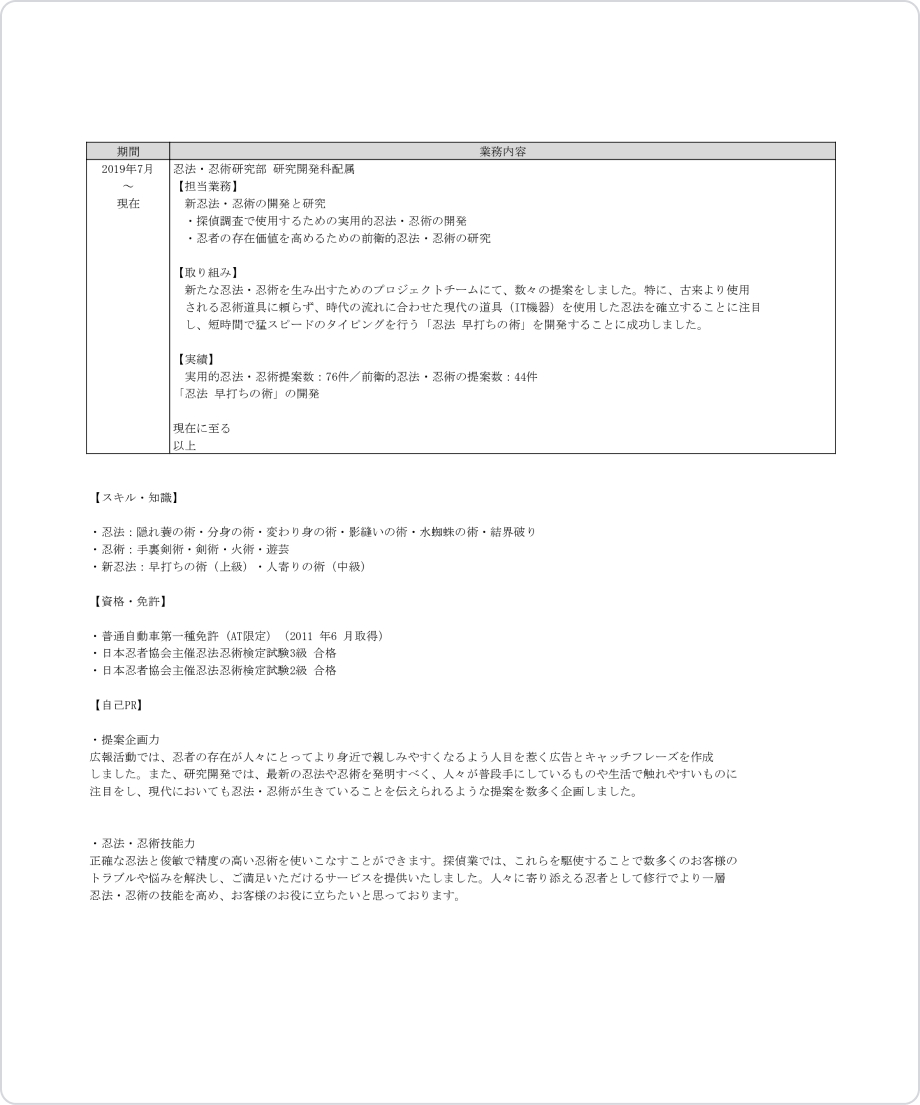 期間 業務内容
2019年7月 忍法・忍術研究部 研究開発科配属
～ 【担当業務】
現在 新忍法・忍術の開発と研究
・探偵調査で使用するための実用的忍法・忍術の開発
・忍者の存在価値を高めるための前衛的忍法・忍術の研究
【取り組み】
新たな忍法・忍術を生み出すためのプロジェクトチームにて、数々の提案をしました。特に、古来より使用
される忍術道具に頼らず、時代の流れに合わせた現代の道具（IT機器）を使用した忍法を確立することに注目
し、短時間で猛スピードのタイピングを行う「忍法 早打ちの術」を開発することに成功しました。
【実績】
実用的忍法・忍術提案数：76件／前衛的忍法・忍術の提案数：44件
「忍法 早打ちの術」の開発
現在に至る
以上
【スキル・知識】
・忍法：隠れ蓑の術・分身の術・変わり身の術・影縫いの術・水蜘蛛の術・結界破り
・忍術：手裏剣術・剣術・火術・遊芸
・新忍法：早打ちの術（上級）・人寄りの術（中級）
【資格・免許】
・普通自動車第一種免許（AT限定）（2011 年6 月取得）
・日本忍者協会主催忍法忍術検定試験3級 合格
・日本忍者協会主催忍法忍術検定試験2級 合格
【自己PR】
・提案企画力
広報活動では、忍者の存在が人々にとってより身近で親しみやすくなるよう人目を惹く広告とキャッチフレーズを作成
しました。また、研究開発では、最新の忍法や忍術を発明すべく、人々が普段手にしているものや生活で触れやすいものに
注目をし、現代においても忍法・忍術が生きていることを伝えられるような提案を数多く企画しました。
・忍法・忍術技能力
正確な忍法と俊敏で精度の高い忍術を使いこなすことができます。探偵業では、これらを駆使することで数多くのお客様の
トラブルや悩みを解決し、ご満足いただけるサービスを提供いたしました。人々に寄り添える忍者として修行でより一層
忍法・忍術の技能を高め、お客様のお役に立ちたいと思っております。